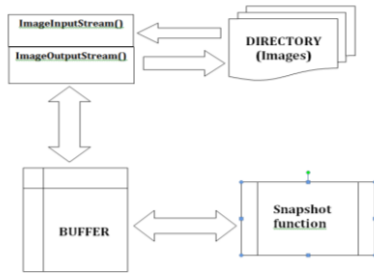 ImageInputStream()
ImageOutputStream()
DIRECTORY
(Images)
BUFFER
Snapshot
function